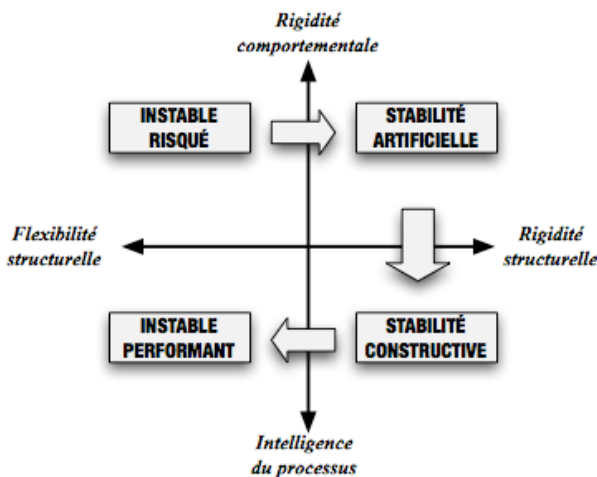 Rigidité
comportementale
INSTABLE
RISQUÉ
STABILITÉ
ARTIFICIELLE
Flexibilité
structurelle
Rigidité
structurelle
INSTABLE
PERFORMANT
STABILITÉ
CONSTRUCTIVE
Intelligence
du processus